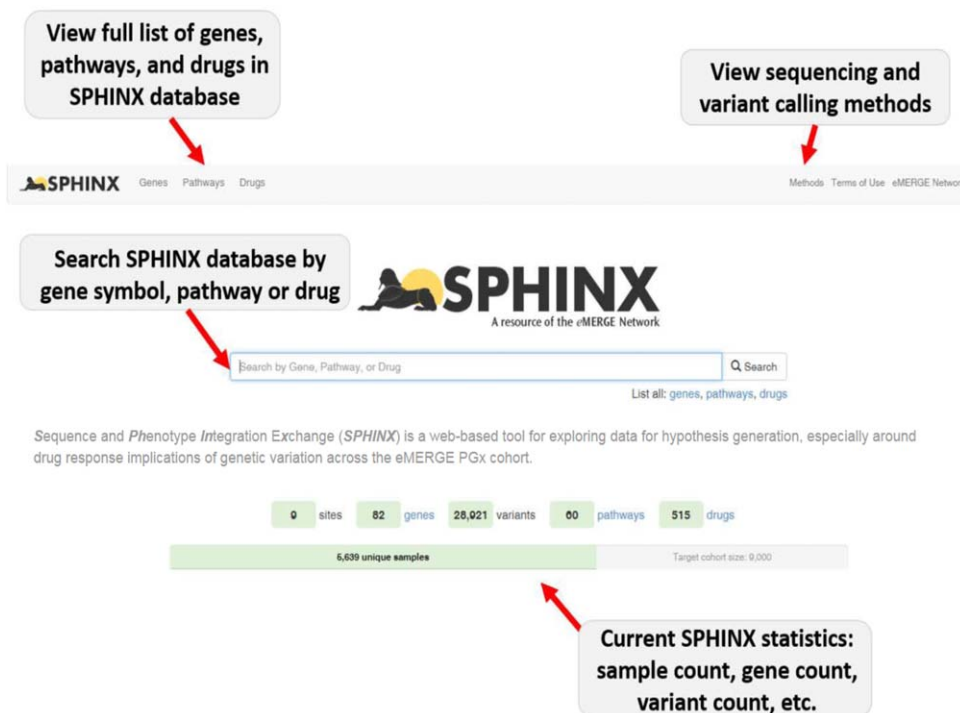 View full list of genes,
pathways, and drugs in
SPHINX database
View sequencing and
variant calling methods
SPHINX Genes Pathways Drugs Methods Terms of Use eMERGE Networ
Search SPHINX database by
gene symbol, pathway or drug
SPHINX
A resource of the eMERGE Network
Search by Gene, Pathway, or Drug Search
List all: genes, pathways, drugs
Sequence and Phenotype Integration Exchange (SPHINX) is a web-based tool for exploring data for hypothesis generation, especially around
drug response implications of genetic variation across the eMERGE PGx cohort.
9 sites 82 genes 28,921 variants 60 pathways 515 drugs
5,639 unique samples Target cohort size: 9,000
Current SPHINX statistics:
sample count, gene count,
variant count, etc.